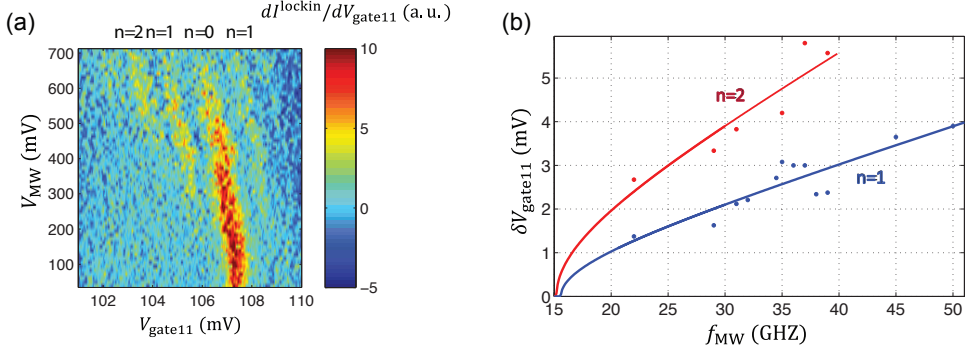 (a)
dI^lockin/dV_gate11 (a. u.)
n=2 n=1 n=0 n=1
V_MW (mV)
700
600
500
400
300
200
100
102 104 106 108 110
V_gate11 (mV)
10
5
0
−5
(b)
δV_gate11 (mV)
5
4
3
2
1
0
n=2
n=1
15 20 25 30 35 40 45 50
f_MW (GHZ)